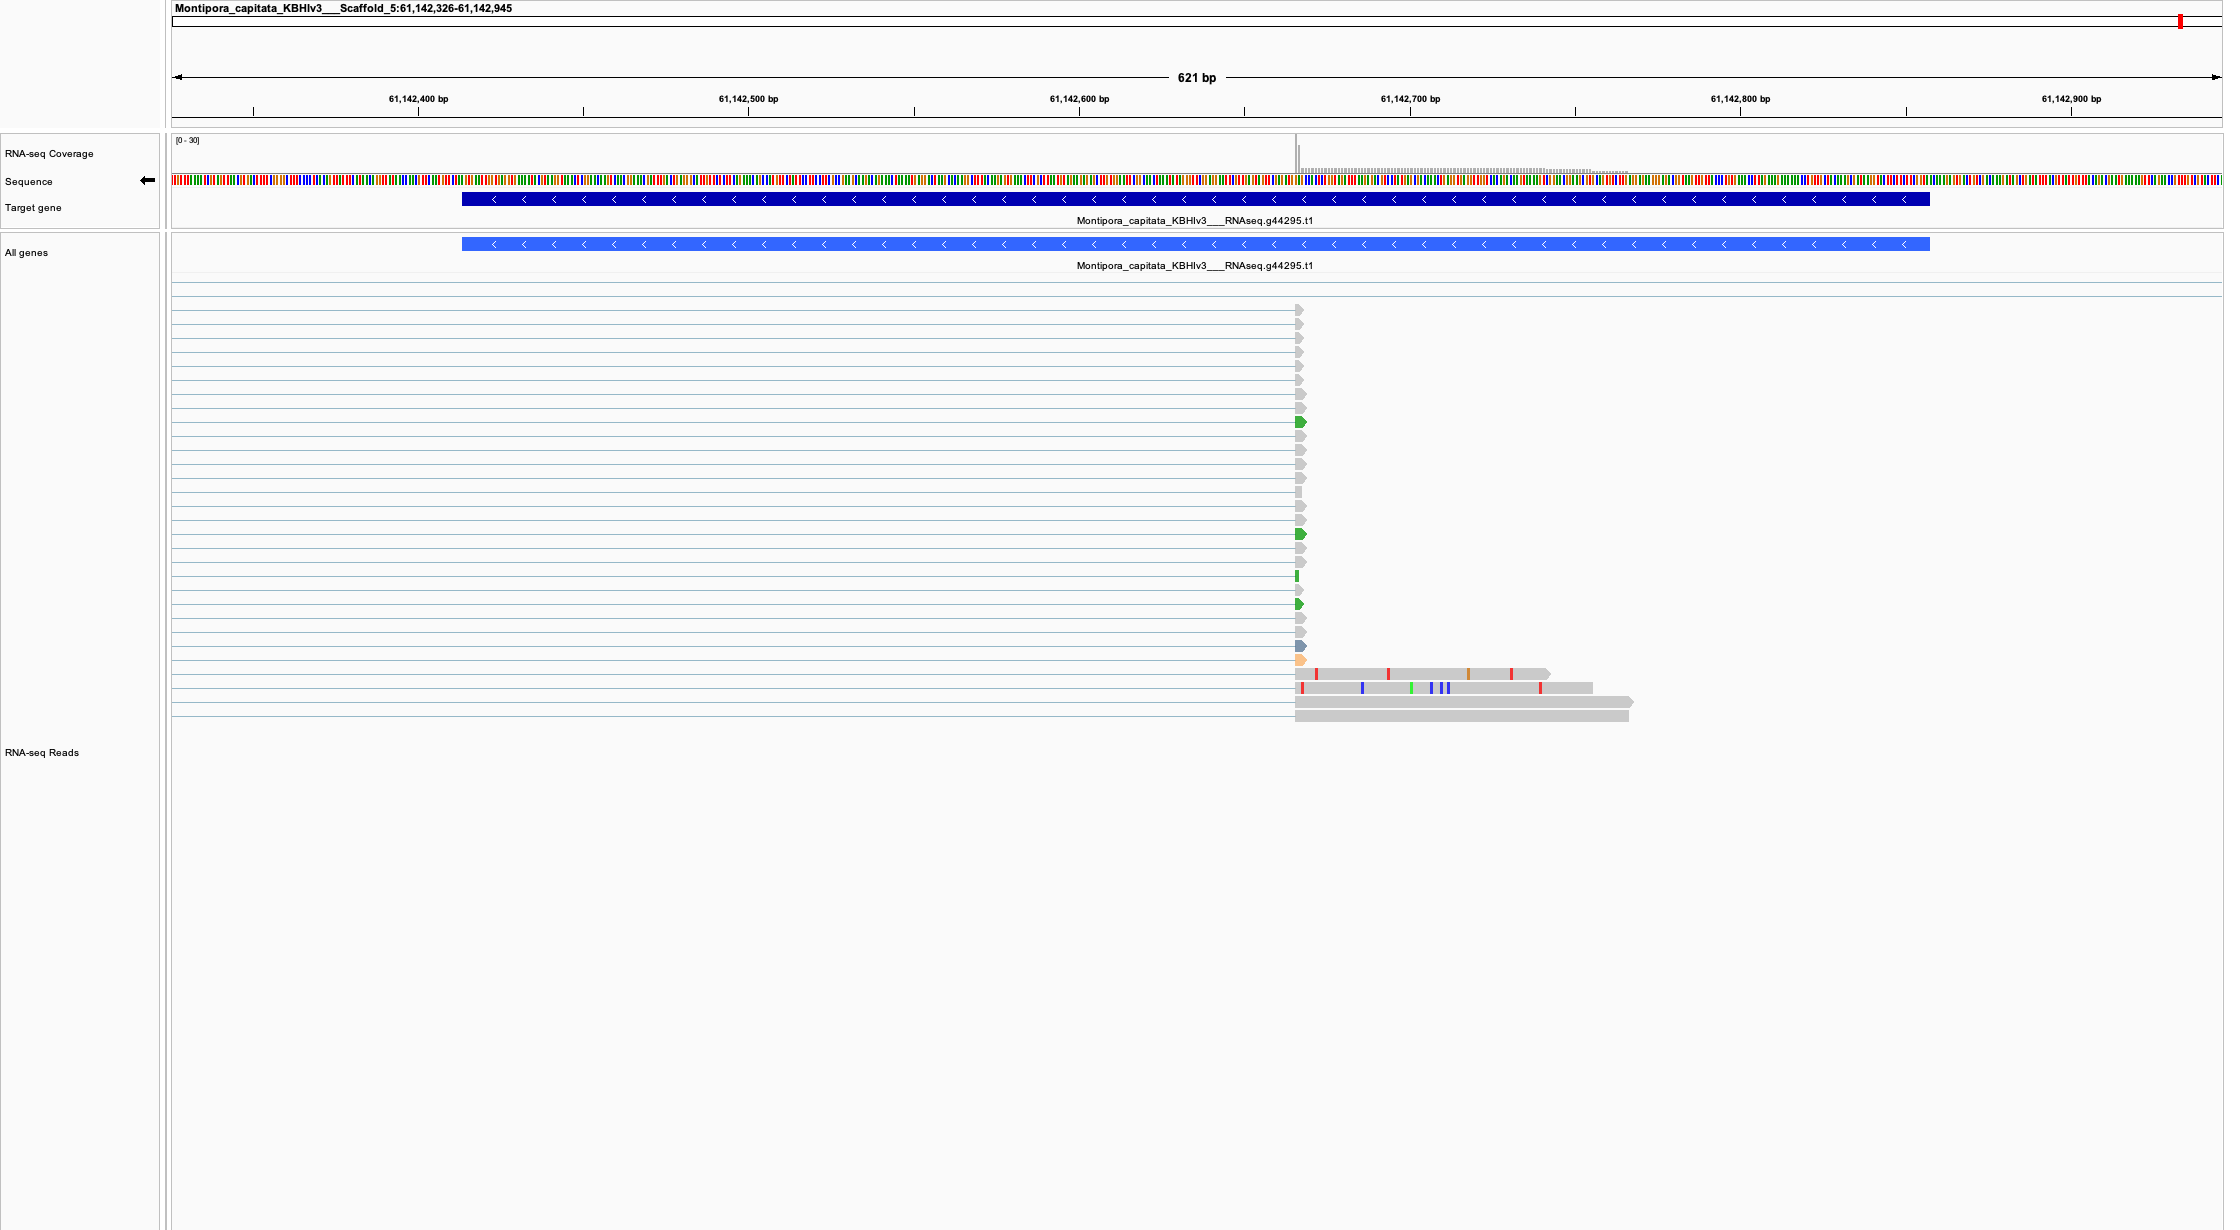 Montipora_capitata_KBHIv3___Scaffold_5:61,142,326-61,142,945
621 bp
61,142,400 bp 61,142,500 bp 61,142,600 bp 61,142,700 bp 61,142,800 bp 61,142,900 bp
[0 - 30]
RNA-seq Coverage
Sequence
Target gene
Montipora_capitata_KBHIv3___RNAseq.g44295.t1
All genes
Montipora_capitata_KBHIv3___RNAseq.g44295.t1
RNA-seq Reads